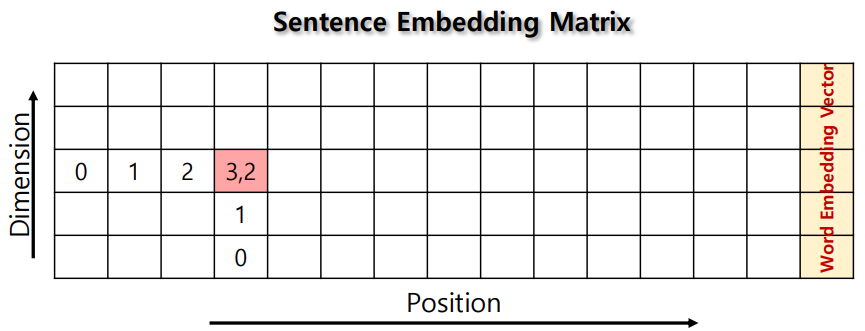 Sentence Embedding Matrix
Dimension
0 1 2 3,2
1
0
Word Embedding Vector
Position